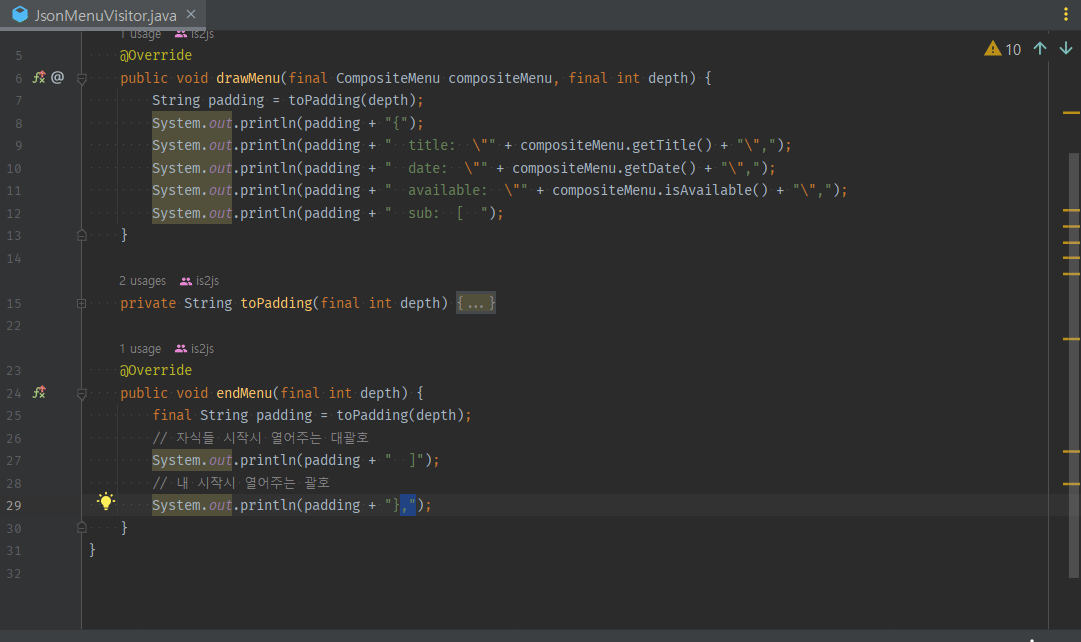 JsonMenuVisitor.java
1 usage is2js
10
5 @Override
6 public void drawMenu(final CompositeMenu compositeMenu, final int depth) {
7 String padding = toPadding(depth);
8 System.out.println(padding + "{");
9 System.out.println(padding + "  title:  \"" + compositeMenu.getTitle() + "\",");
10 System.out.println(padding + "  date:  \"" + compositeMenu.getDate() + "\",");
11 System.out.println(padding + "  available:  \"" + compositeMenu.isAvailable() + "\",");
12 System.out.println(padding + "  sub:  [  ");
13 }
14
2 usages is2js
15 private String toPadding(final int depth) {...}
22
1 usage is2js
23 @Override
24 public void endMenu(final int depth) {
25 final String padding = toPadding(depth);
26 // 자식들 시작시 열어주는 대괄호
27 System.out.println(padding + "  ]");
28 // 내 시작시 열어주는 괄호
29 System.out.println(padding + "},");
30 }
31 }
32